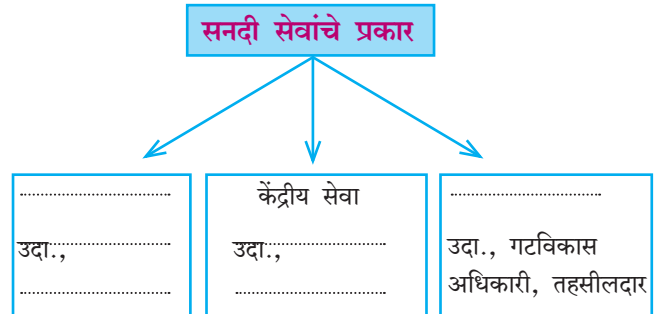 सनदी सेवांचे प्रकार
उदा.,
केंद्रीय सेवा
उदा.,
उदा., गटविकास
अधिकारी, तहसीलदार